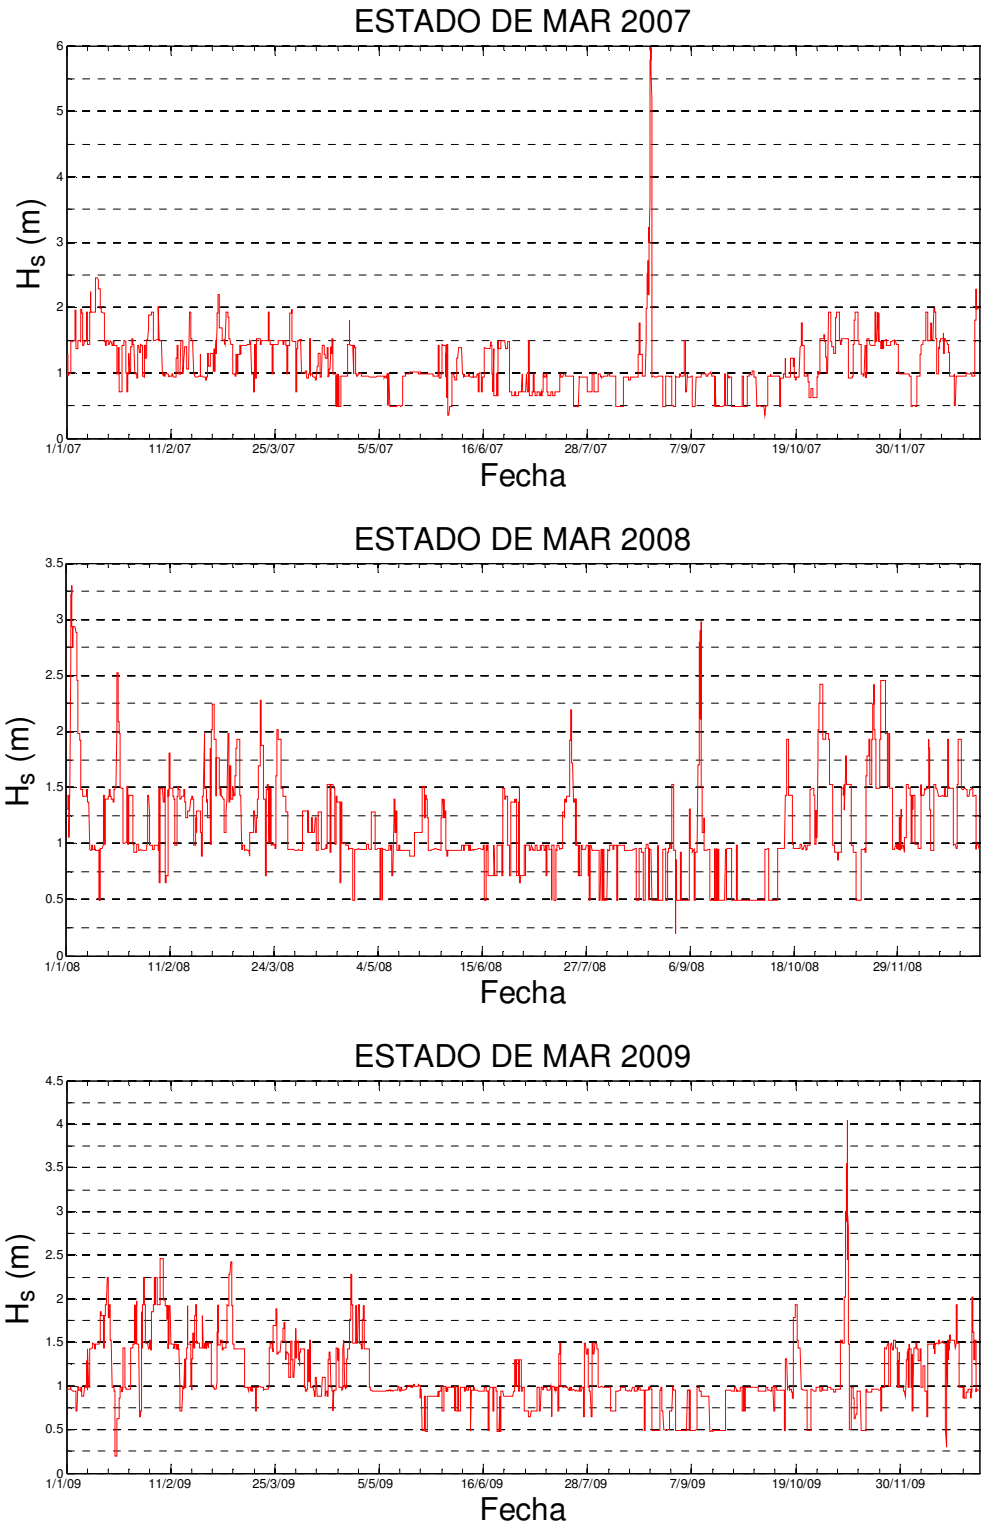 ESTADO DE MAR 2007
6
5
4
3
2
1
0
H_S (m)
1/1/07 11/2/07 25/3/07 5/5/07 16/6/07 28/7/07 7/9/07 19/10/07 30/11/07
Fecha
ESTADO DE MAR 2008
3.5
3
2.5
2
1.5
1
0.5
0
H_S (m)
1/1/08 11/2/08 24/3/08 4/5/08 15/6/08 27/7/08 6/9/08 18/10/08 29/11/08
Fecha
ESTADO DE MAR 2009
4.5
4
3.5
3
2.5
2
1.5
1
0.5
0
H_S (m)
1/1/09 11/2/09 25/3/09 5/5/09 16/6/09 28/7/09 7/9/09 19/10/09 30/11/09
Fecha